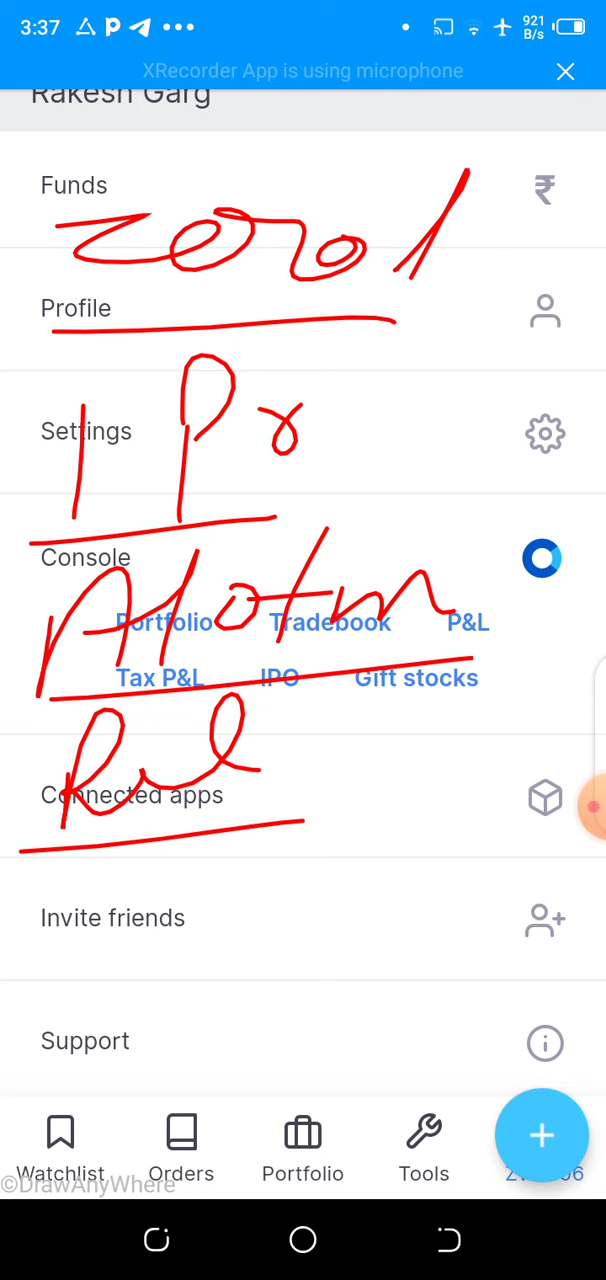 3:37
921
B/s
XRecorder App is using microphone
Rakesh Garg
Funds
Profile
Settings
Console
Portfolio Tradebook P&L
Tax P&L IPO Gift stocks
Connected apps
Invite friends
Support
Watchlist Orders Portfolio Tools
©DrawAnyWhere